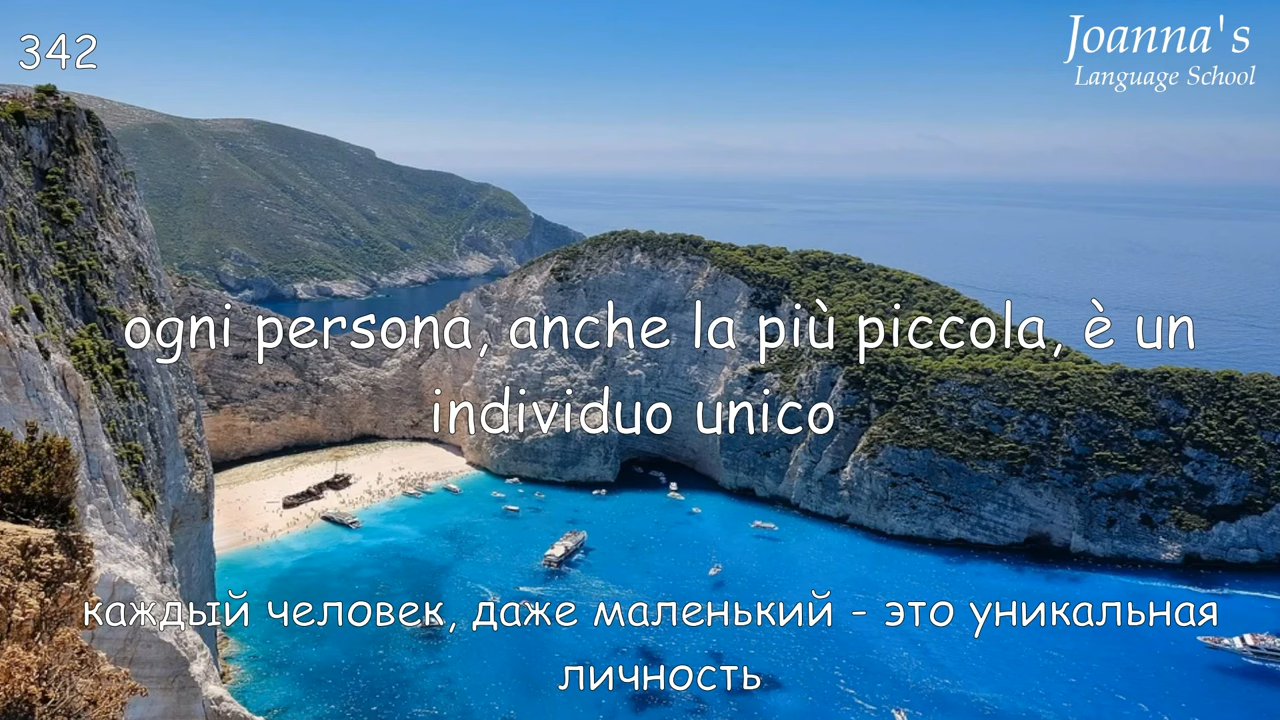 342
Joanna's
Language School
ogni persona, anche la più piccola, è un
individuo unico
каждый человек, даже маленький - это уникальная
личность